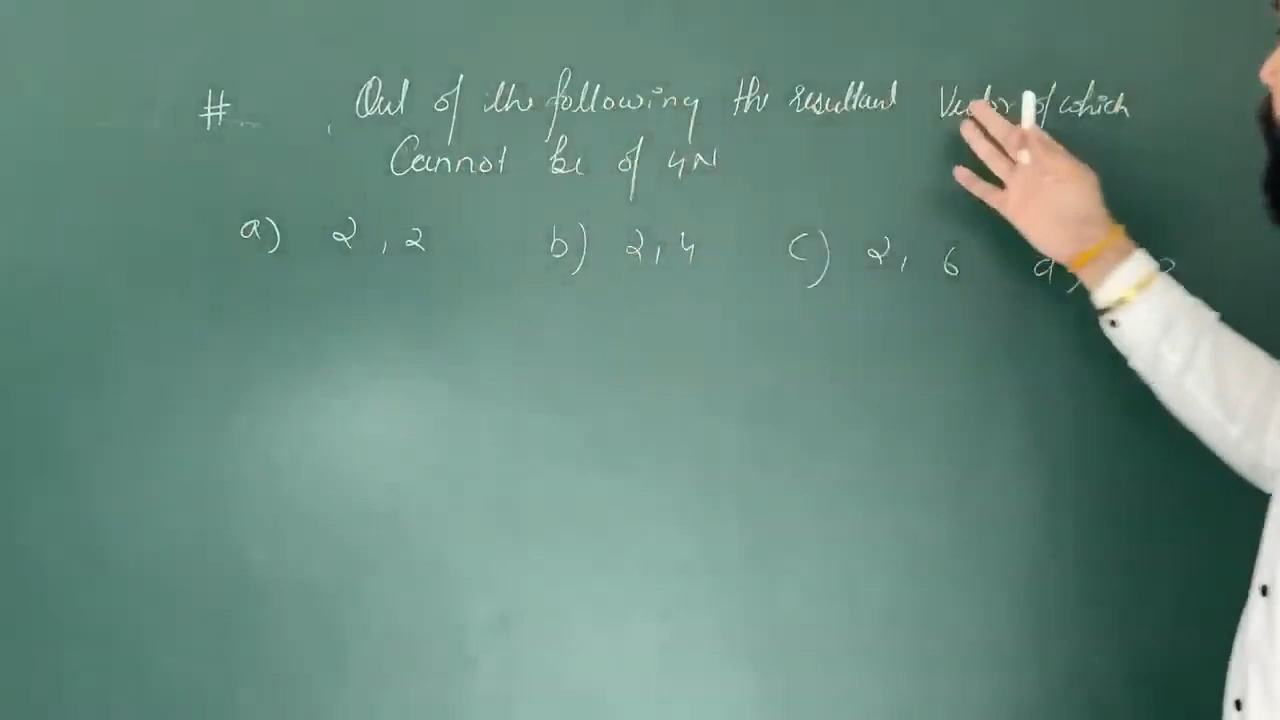 # Out of the following the resultant Vector of which
Cannot be of 4N
a) 2, 2 b) 2, 4 c) 2, 6 d)